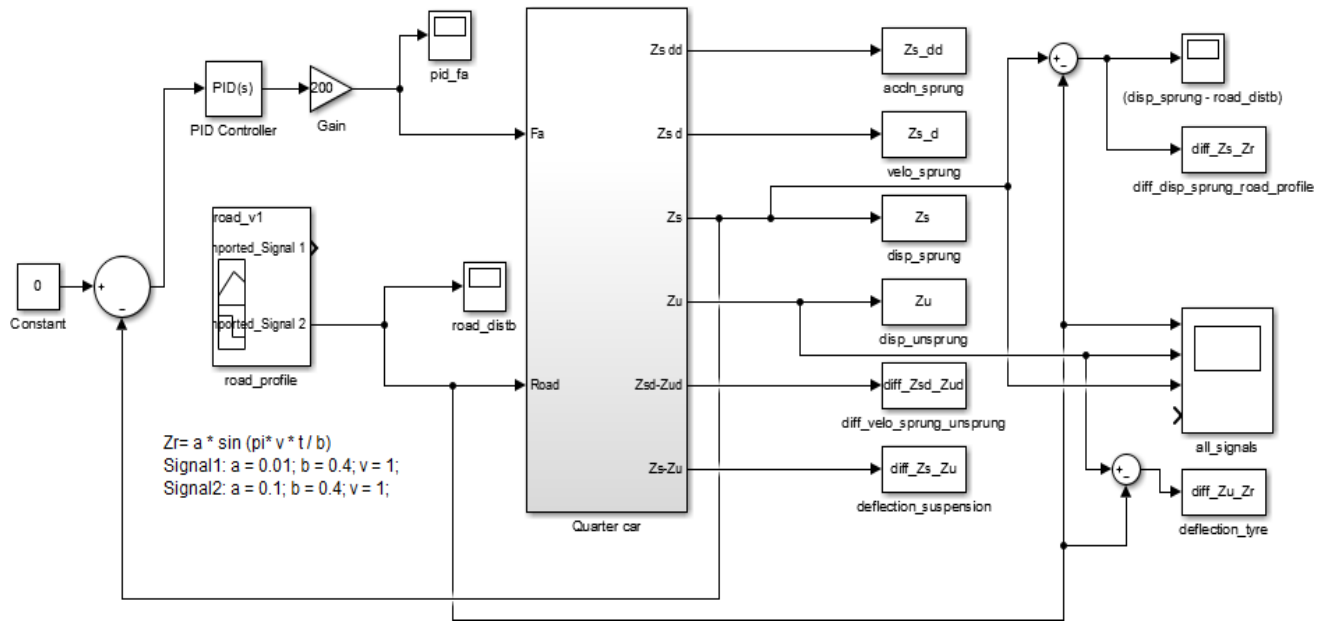 PID(s)
PID Controller
200
Gain
pid_fa
road_v1
mported_Signal 1
mported_Signal 2
road_profile
0
Constant
+
-
road_distb
Zr= a * sin (pi* v * t / b)
Signal1: a = 0.01; b = 0.4; v = 1;
Signal2: a = 0.1; b = 0.4; v = 1;
Fa
Road
Zs dd
Zs d
Zs
Zu
Zsd-Zud
Zs-Zu
Quarter car
Zs_dd
accln_sprung
Zs_d
velo_sprung
Zs
disp_sprung
Zu
disp_unsprung
diff_Zsd_Zud
diff_velo_sprung_unsprung
diff_Zs_Zu
deflection_suspension
+
-
(disp_sprung - road_distb)
diff_Zs_Zr
diff_disp_sprung_road_profile
all_signals
+
-
diff_Zu_Zr
deflection_tyre